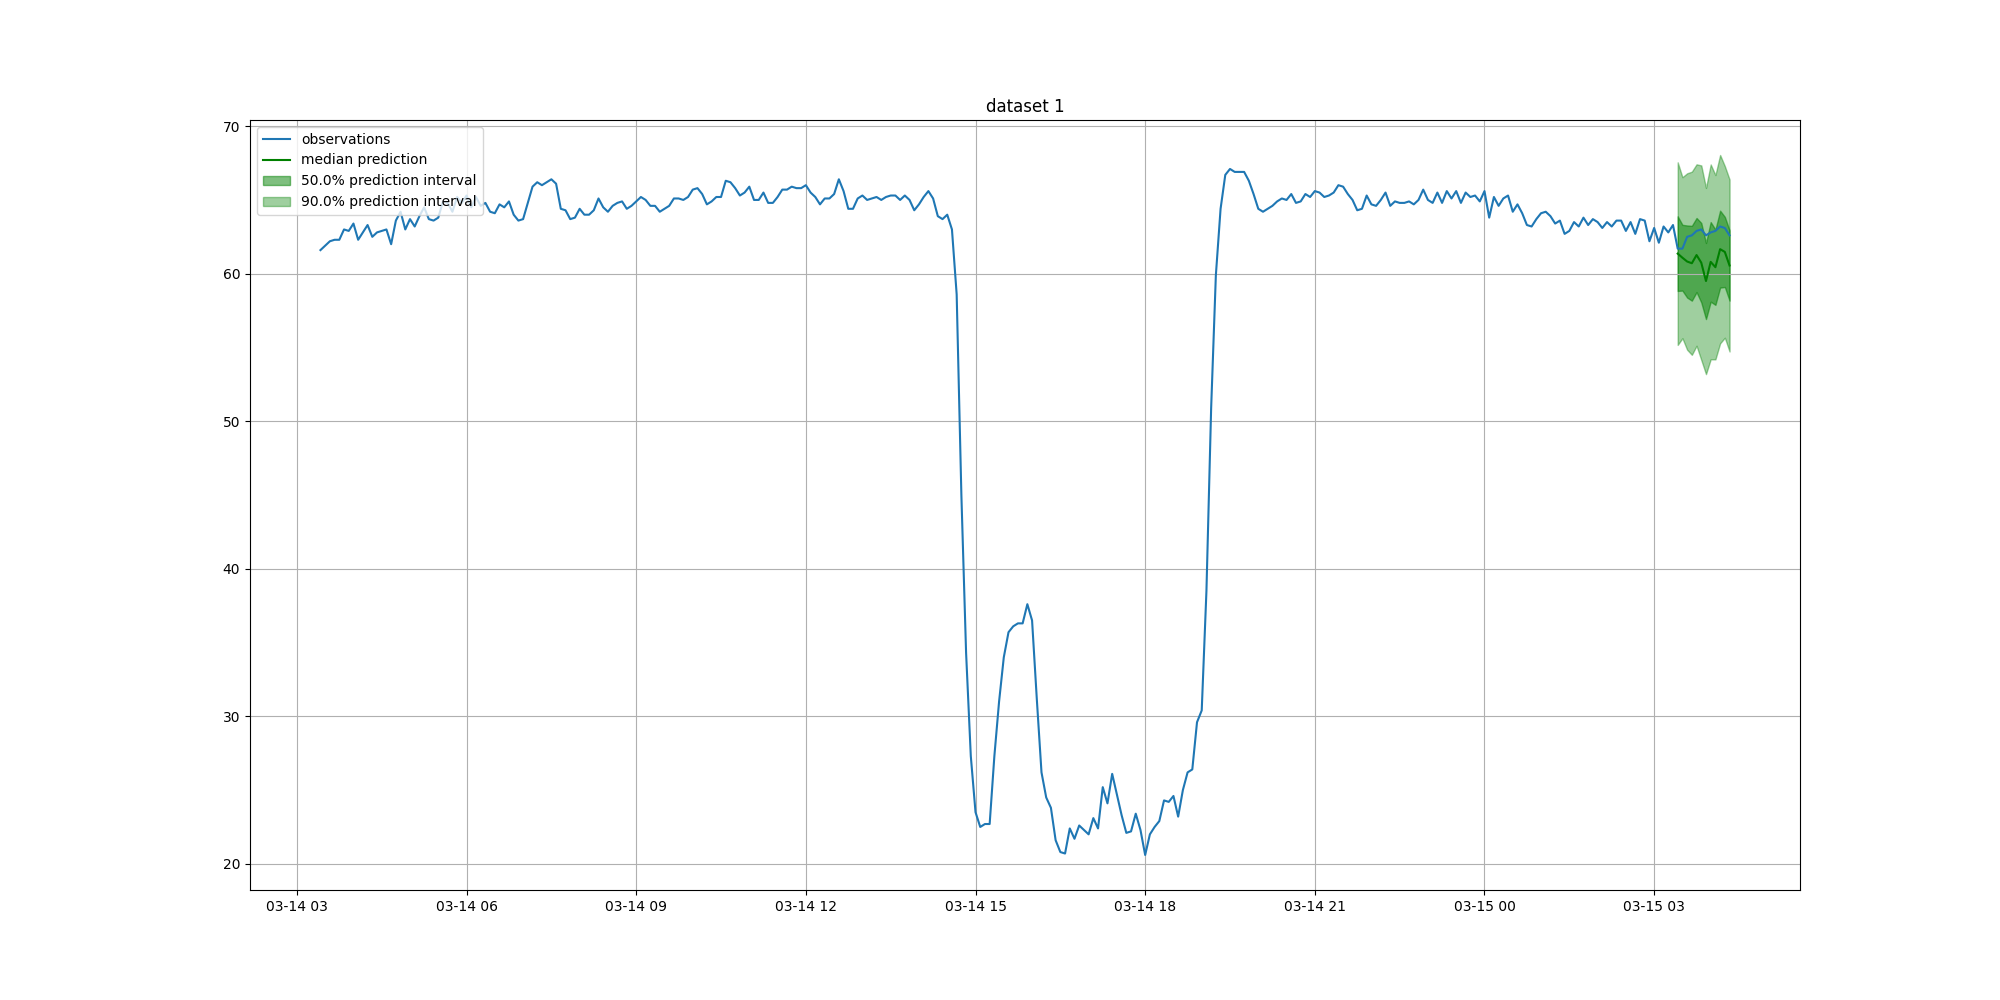 dataset 1
observations
median prediction
50.0% prediction interval
90.0% prediction interval
70
60
50
40
30
20
03-14 03 03-14 06 03-14 09 03-14 12 03-14 15 03-14 18 03-14 21 03-15 00 03-15 03